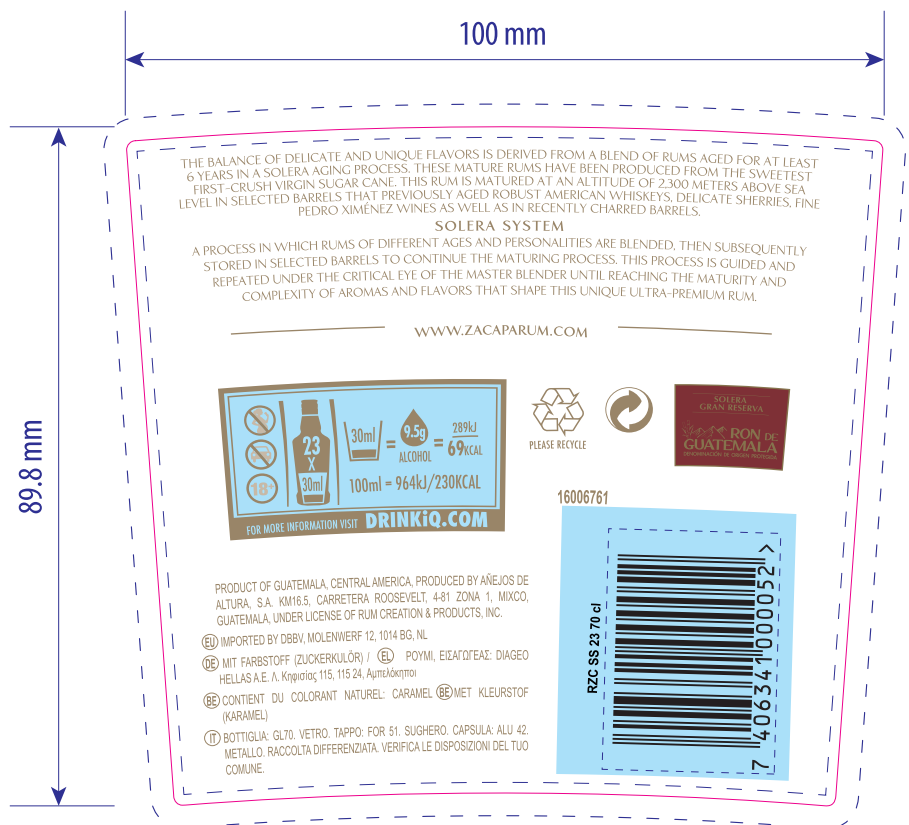 100 mm
89.8 mm
THE BALANCE OF DELICATE AND UNIQUE FLAVORS IS DERIVED FROM A BLEND OF RUMS AGED FOR AT LEAST
6 YEARS IN A SOLERA AGING PROCESS. THESE MATURE RUMS HAVE BEEN PRODUCED FROM THE SWEETEST
FIRST-CRUSH VIRGIN SUGAR CANE. THIS RUM IS MATURED AT AN ALTITUDE OF 2,300 METERS ABOVE SEA
LEVEL IN SELECTED BARRELS THAT PREVIOUSLY AGED ROBUST AMERICAN WHISKEYS, DELICATE SHERRIES, FINE
PEDRO XIMÉNEZ WINES AS WELL AS IN RECENTLY CHARRED BARRELS.
SOLERA SYSTEM
A PROCESS IN WHICH RUMS OF DIFFERENT AGES AND PERSONALITIES ARE BLENDED, THEN SUBSEQUENTLY
STORED IN SELECTED BARRELS TO CONTINUE THE MATURING PROCESS. THIS PROCESS IS GUIDED AND
REPEATED UNDER THE CRITICAL EYE OF THE MASTER BLENDER UNTIL REACHING THE MATURITY AND
COMPLEXITY OF AROMAS AND FLAVORS THAT SHAPE THIS UNIQUE ULTRA-PREMIUM RUM.
WWW.ZACAPARUM.COM
18+
23
X
30ml
30ml
=
9.5g
ALCOHOL
=
289kJ
69KCAL
100ml = 964kJ/230KCAL
FOR MORE INFORMATION VISIT DRINKiQ.COM
PLEASE RECYCLE
SOLERA
GRAN RESERVA
RON DE
GUATEMALA
DENOMINACIÓN DE ORIGEN PROTEGIDA
16006761
RZC SS 23 70 cl
7 406341 000052 >
PRODUCT OF GUATEMALA, CENTRAL AMERICA, PRODUCED BY AÑEJOS DE
ALTURA, S.A. KM16.5, CARRETERA ROOSEVELT, 4-81 ZONA 1, MIXCO,
GUATEMALA, UNDER LICENSE OF RUM CREATION & PRODUCTS, INC.
EU IMPORTED BY DBBV, MOLENWERF 12, 1014 BG, NL
DE MIT FARBSTOFF (ZUCKERKULÖR) / EL ΡΟΥΜΙ, ΕΙΣΑΓΩΓΕΑΣ: DIAGEO
HELLAS A.E. Λ. Κηφισίας 115, 115 24, Αμπελόκηποι
BE CONTIENT DU COLORANT NATUREL: CARAMEL BE MET KLEURSTOF
(KARAMEL)
IT BOTTIGLIA: GL70. VETRO. TAPPO: FOR 51. SUGHERO. CAPSULA: ALU 42.
METALLO. RACCOLTA DIFFERENZIATA. VERIFICA LE DISPOSIZIONI DEL TUO
COMUNE.